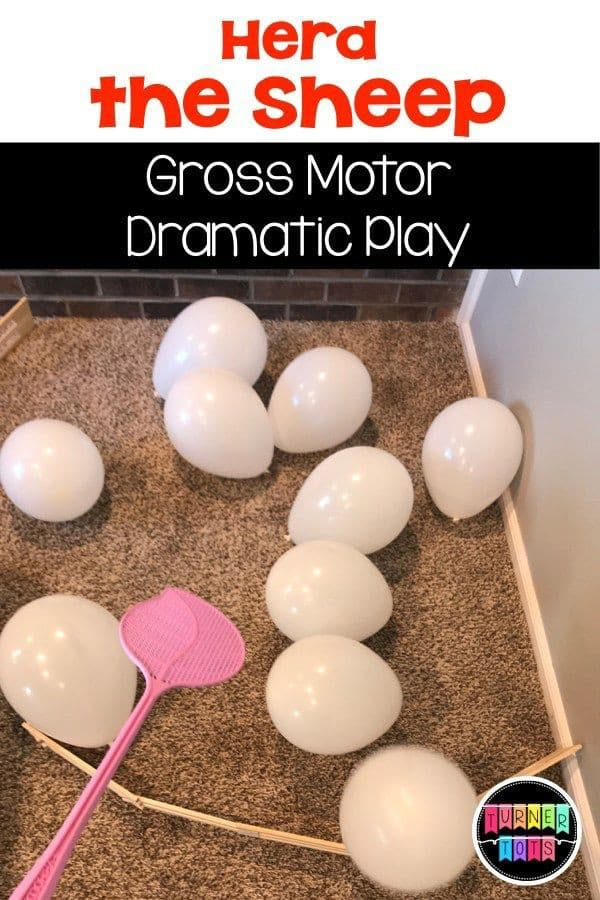 Herd
the Sheep
Gross Motor
Dramatic Play
TURNER
TOTS